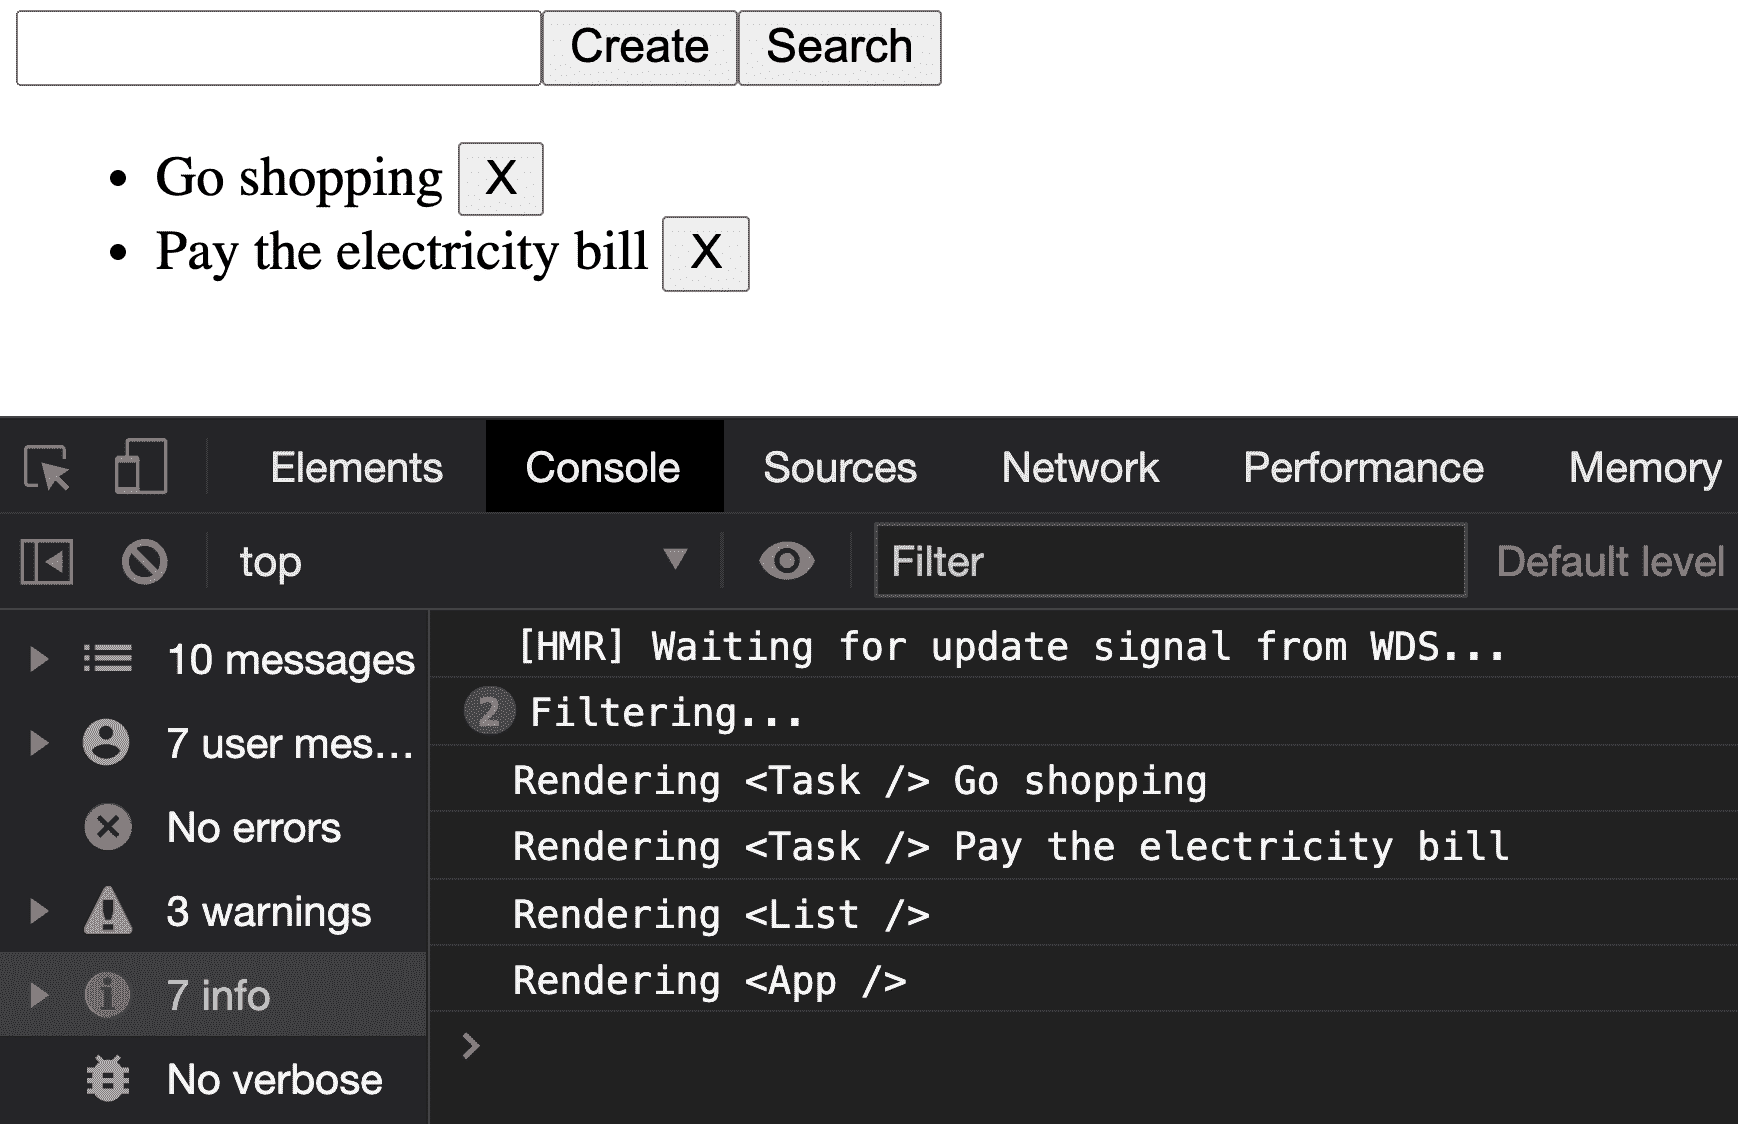 Create Search
• Go shopping X
• Pay the electricity bill X
Elements Console Sources Network Performance Memory
top ▼ Filter Default level
10 messages
7 user mes...
No errors
3 warnings
7 info
No verbose
[HMR] Waiting for update signal from WDS...
2 Filtering...
Rendering <Task /> Go shopping
Rendering <Task /> Pay the electricity bill
Rendering <List />
Rendering <App />
>